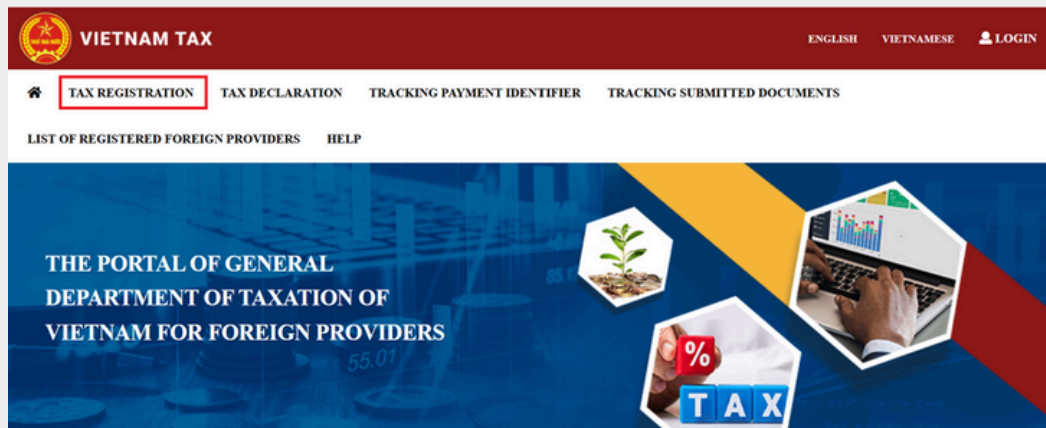 VIETNAM TAX
ENGLISH VIETNAMESE LOGIN
TAX REGISTRATION TAX DECLARATION TRACKING PAYMENT IDENTIFIER TRACKING SUBMITTED DOCUMENTS
LIST OF REGISTERED FOREIGN PROVIDERS HELP
THE PORTAL OF GENERAL
DEPARTMENT OF TAXATION OF
VIETNAM FOR FOREIGN PROVIDERS
55.01
%
TAX